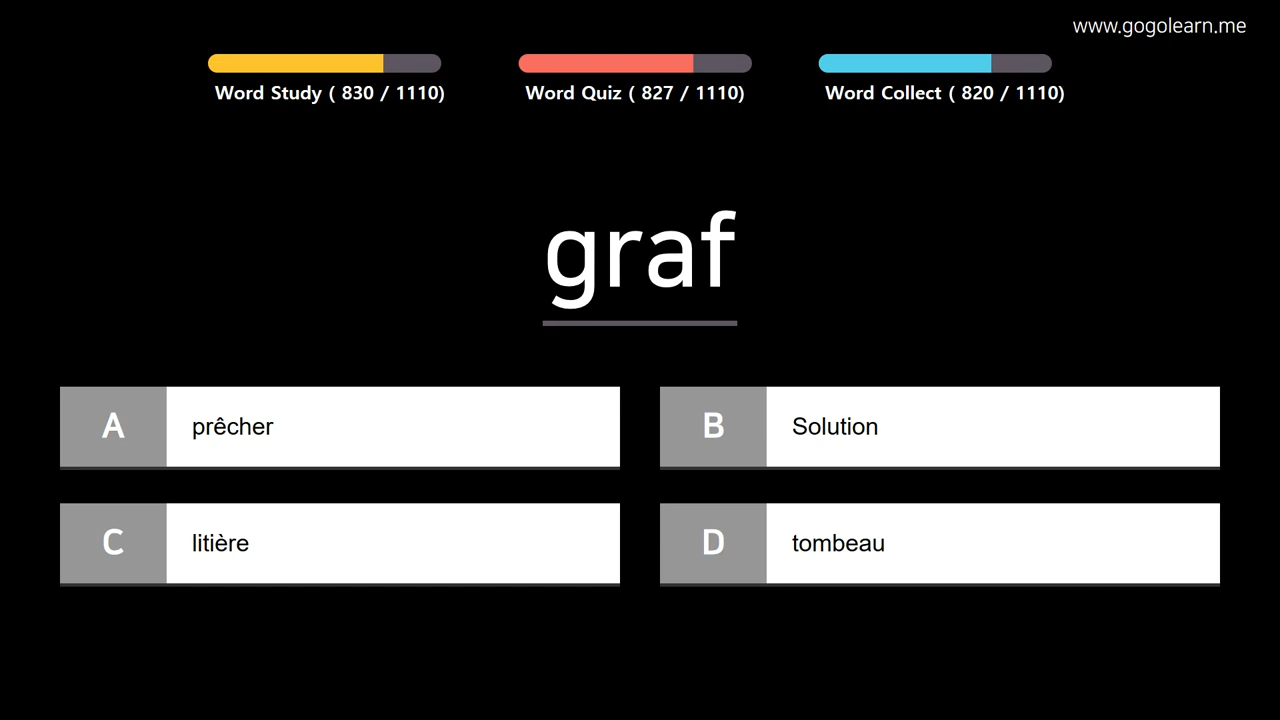 www.gogolearn.me
Word Study ( 830 / 1110)
Word Quiz ( 827 / 1110)
Word Collect ( 820 / 1110)
graf
A prêcher
B Solution
C litière
D tombeau